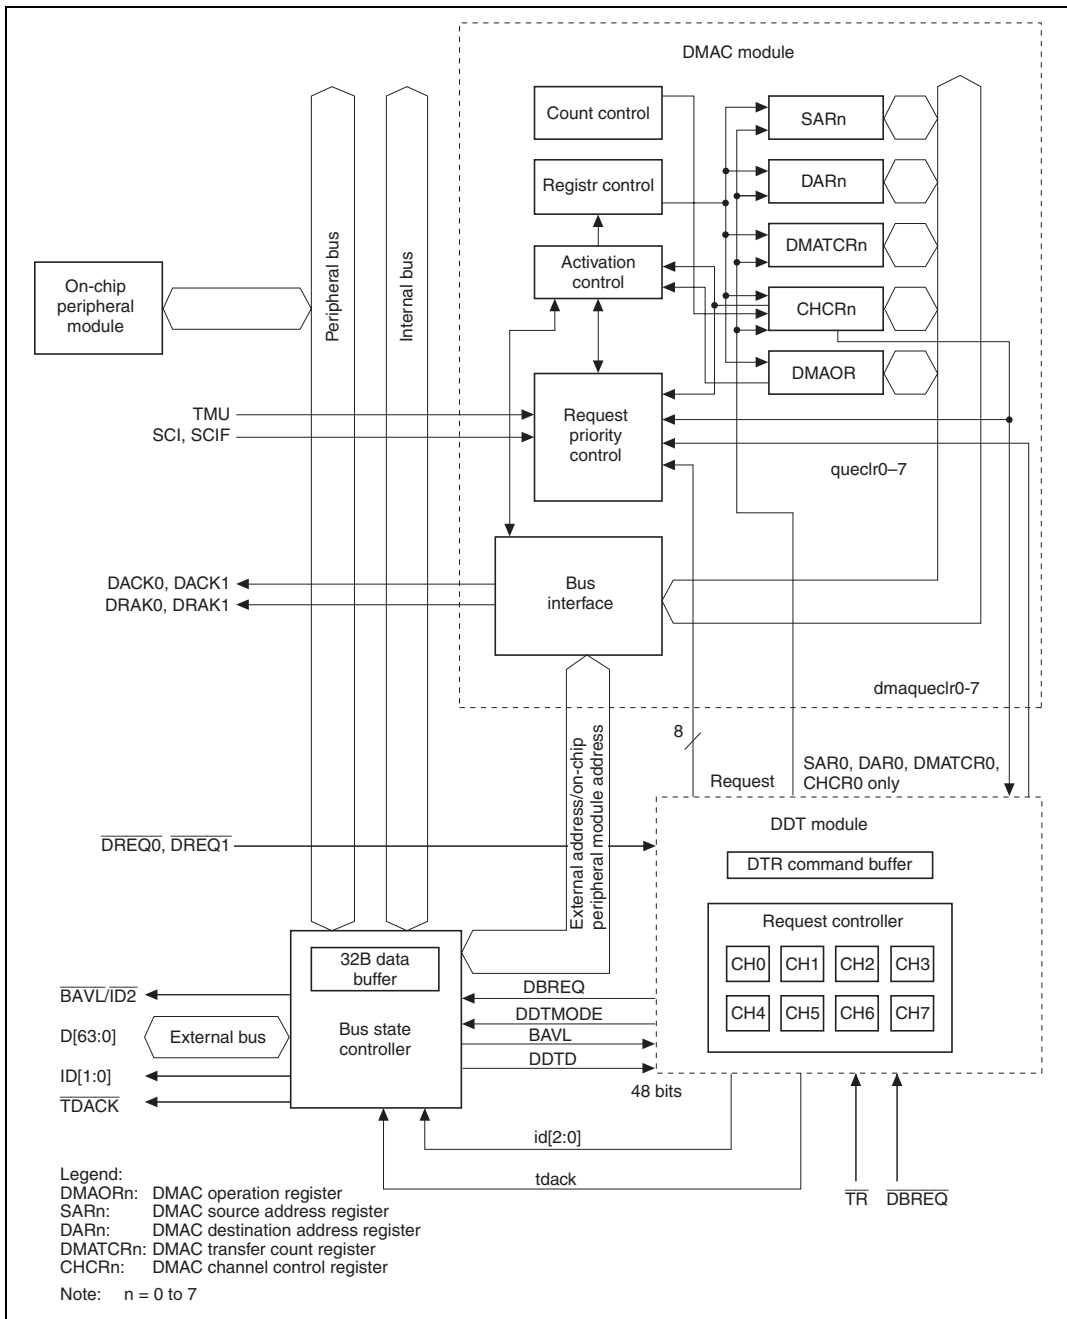 DMAC module
Count control
SARn
Registr control
DARn
DMATCRn
Activation
control
CHCRn
DMAOR
On-chip
peripheral
module
Peripheral bus
Internal bus
TMU
SCI, SCIF
Request
priority
control
queclr0–7
DACK0, DACK1
DRAK0, DRAK1
Bus
interface
dmaqueclr0-7
External address/on-chip
peripheral module address
8
Request
SAR0, DAR0, DMATCR0,
CHCR0 only
DDT module
DREQ0, DREQ1
DTR command buffer
Request controller
CH0 CH1 CH2 CH3
CH4 CH5 CH6 CH7
32B data
buffer
Bus state
controller
BAVL/ID2
D[63:0]
External bus
ID[1:0]
TDACK
DBREQ
DDTMODE
BAVL
DDTD
48 bits
id[2:0]
tdack
TR DBREQ
Legend:
DMAORn: DMAC operation register
SARn: DMAC source address register
DARn: DMAC destination address register
DMATCRn: DMAC transfer count register
CHCRn: DMAC channel control register
Note: n = 0 to 7